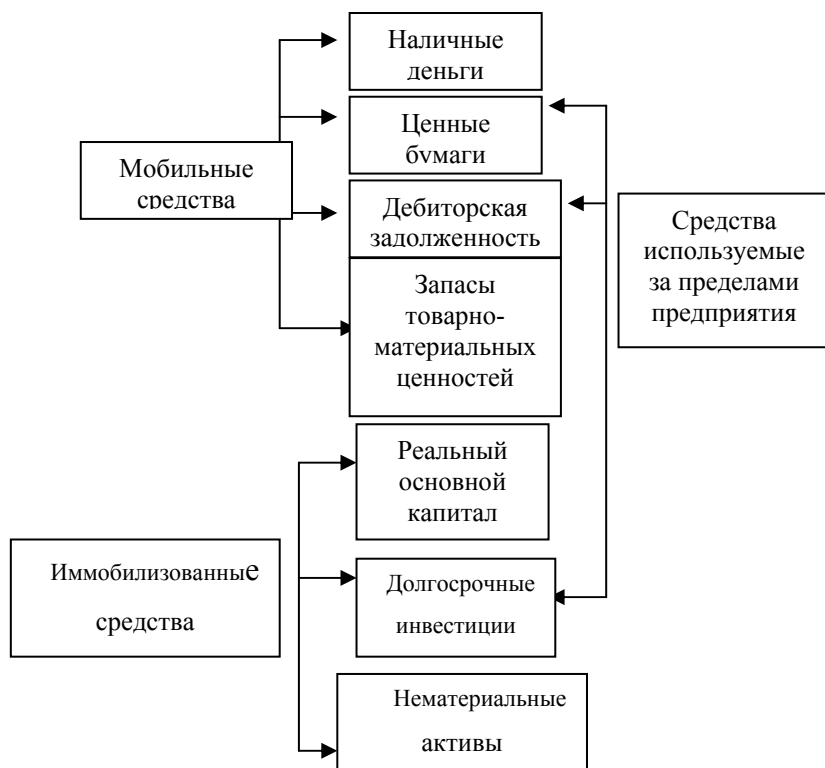 Наличные
деньги
Ценные
бумаги
Мобильные
средства
Дебиторская
задолженность
Средства
используемые
за пределами
предприятия
Запасы
товарно-
материальных
ценностей
Реальный
основной
капитал
Иммобилизованные
средства
Долгосрочные
инвестиции
Нематериальные
активы